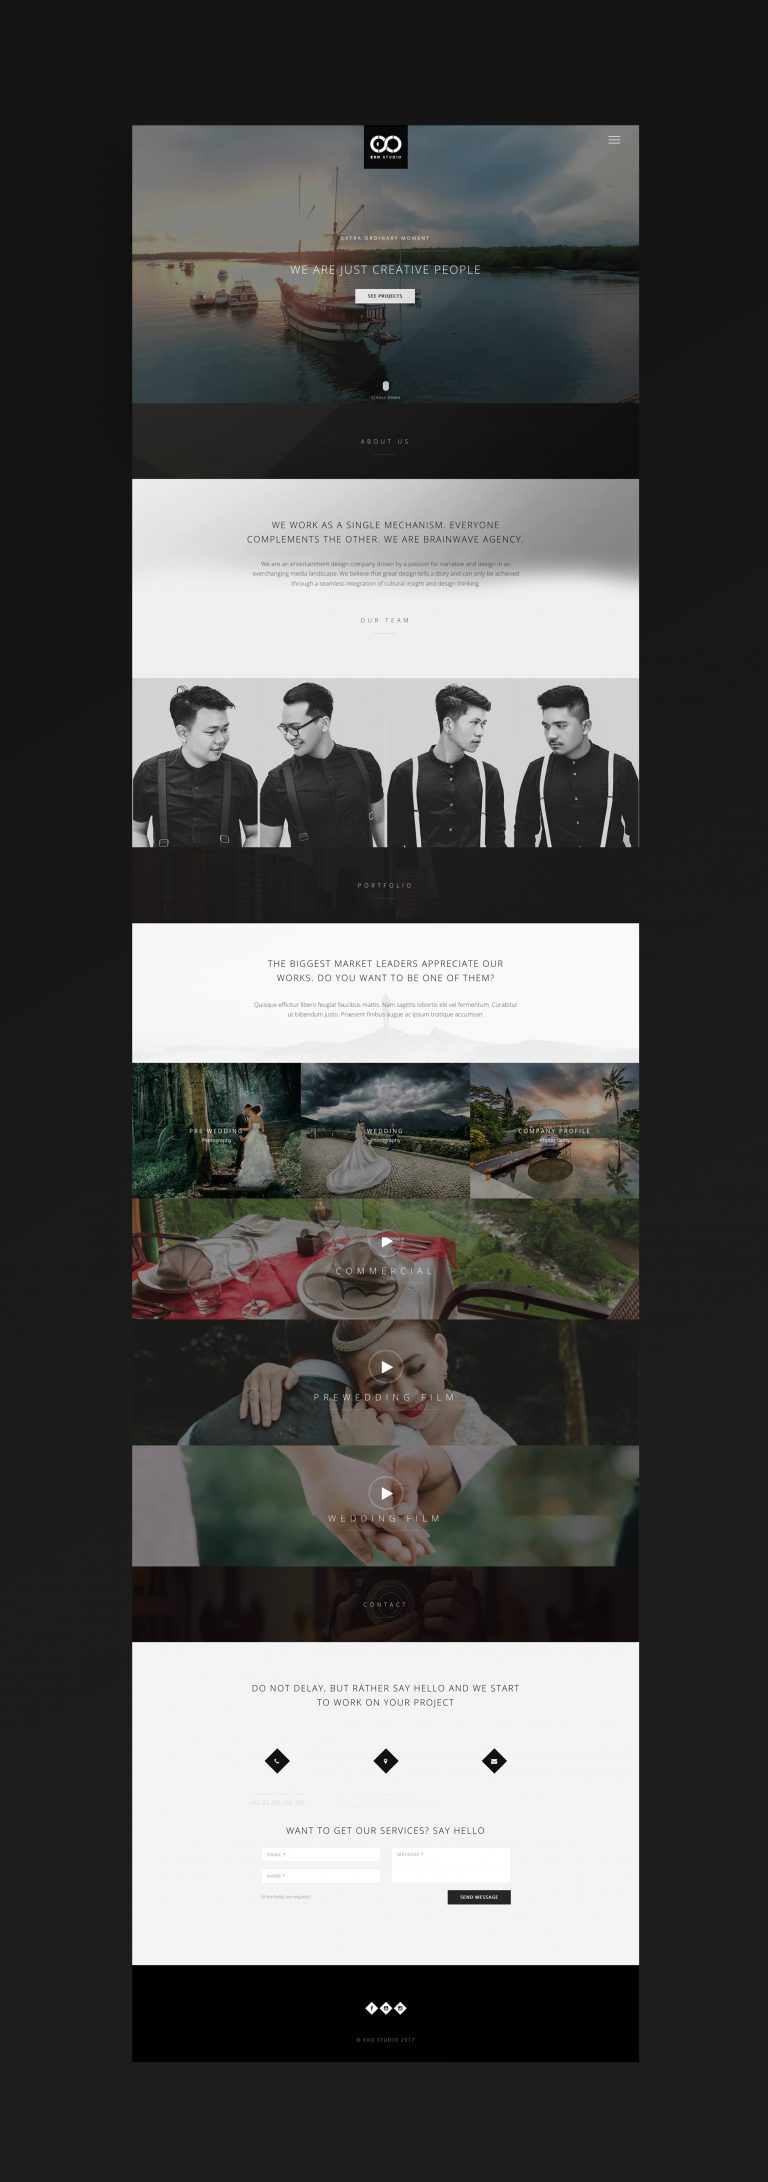 EXO STUDIO
EXTRA ORDINARY MOMENT
WE ARE JUST CREATIVE PEOPLE
SEE PROJECTS
SCROLL DOWN
ABOUT US
WE WORK AS A SINGLE MECHANISM. EVERYONE
COMPLEMENTS THE OTHER. WE ARE BRAINWAVE AGENCY.
We are an entertainment design company driven by a passion for narrative and design in an
everchanging media landscape. We believe that great design tells a story and can only be achieved
through a seamless integration of cultural insight and design thinking.
OUR TEAM
PORTFOLIO
THE BIGGEST MARKET LEADERS APPRECIATE OUR
WORKS. DO YOU WANT TO BE ONE OF THEM?
Quisque efficitur libero feugiat faucibus mattis. Nam sagittis lobortis elit vel fermentum. Curabitur
ut bibendum justo. Praesent finibus augue ac ipsum tristique accumsan.
PRE WEDDING
Photography
WEDDING
Photography
COMPANY PROFILE
Photography
COMMERCIAL
PREWEDDING FILM
WEDDING FILM
CONTACT
DO NOT DELAY, BUT RATHER SAY HELLO AND WE START
TO WORK ON YOUR PROJECT
WANT TO GET OUR SERVICES? SAY HELLO
EMAIL *
MESSAGE *
NAME *
All the fields are required !
SEND MESSAGE
© EXO STUDIO 2017